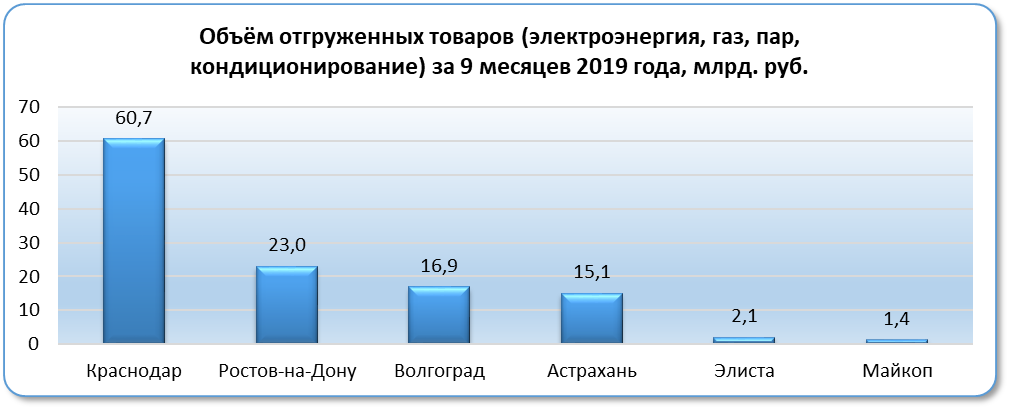 Объём отгруженных товаров (электроэнергия, газ, пар,
кондиционирование) за 9 месяцев 2019 года, млрд. руб.
70
60
50
40
30
20
10
0
60,7
23,0
16,9
15,1
2,1
1,4
Краснодар
Ростов-на-Дону
Волгоград
Астрахань
Элиста
Майкоп